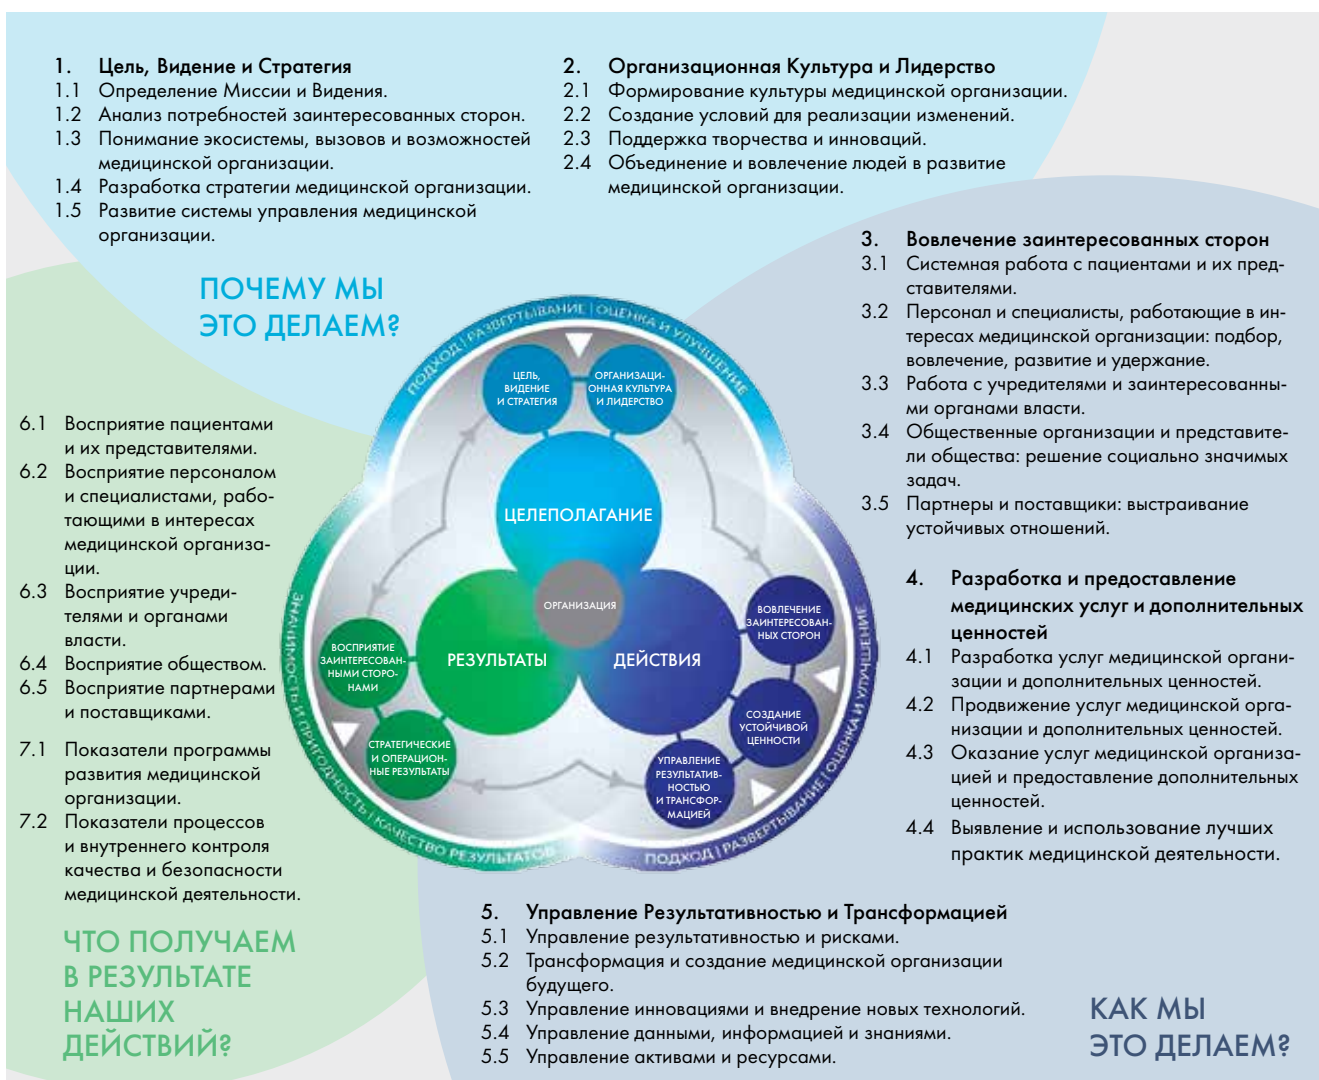 1. Цель, Видение и Стратегия
1.1 Определение Миссии и Видения.
1.2 Анализ потребностей заинтересованных сторон.
1.3 Понимание экосистемы, вызовов и возможностей
медицинской организации.
1.4 Разработка стратегии медицинской организации.
1.5 Развитие системы управления медицинской
организации.
2. Организационная Культура и Лидерство
2.1 Формирование культуры медицинской организации.
2.2 Создание условий для реализации изменений.
2.3 Поддержка творчества и инноваций.
2.4 Объединение и вовлечение людей в развитие
медицинской организации.
ПОЧЕМУ МЫ
ЭТО ДЕЛАЕМ?
3. Вовлечение заинтересованных сторон
3.1 Системная работа с пациентами и их пред-
ставителями.
3.2 Персонал и специалисты, работающие в ин-
тересах медицинской организации: подбор,
вовлечение, развитие и удержание.
3.3 Работа с учредителями и заинтересованны-
ми органами власти.
3.4 Общественные организации и представите-
ли общества: решение социально значимых
задач.
3.5 Партнеры и поставщики: выстраивание
устойчивых отношений.
4. Разработка и предоставление
медицинских услуг и дополнительных
ценностей
4.1 Разработка услуг медицинской органи-
зации и дополнительных ценностей.
4.2 Продвижение услуг медицинской орга-
низации и дополнительных ценностей.
4.3 Оказание услуг медицинской организа-
цией и предоставление дополнительных
ценностей.
4.4 Выявление и использование лучших
практик медицинской деятельности.
6.1 Восприятие пациентами
и их представителями.
6.2 Восприятие персоналом
и специалистами, рабо-
тающими в интересах
медицинской организа-
ции.
6.3 Восприятие учреди-
телями и органами
власти.
6.4 Восприятие обществом.
6.5 Восприятие партнерами
и поставщиками.
7.1 Показатели программы
развития медицинской
организации.
7.2 Показатели процессов
и внутреннего контроля
качества и безопасности
медицинской деятельности.
ЧТО ПОЛУЧАЕМ
В РЕЗУЛЬТАТЕ
НАШИХ
ДЕЙСТВИЙ?
ПОДХОД | РАЗВЕРТЫВАНИЕ | ОЦЕНКА И УЛУЧШЕНИЕ
ЦЕЛЬ,
ВИДЕНИЕ
И СТРАТЕГИЯ
ОРГАНИЗАЦИ-
ОННАЯ КУЛЬТУРА
И ЛИДЕРСТВО
ЦЕЛЕПОЛАГАНИЕ
ОРГАНИЗАЦИЯ
РЕЗУЛЬТАТЫ
ДЕЙСТВИЯ
ВОСПРИЯТИЕ
ЗАИНТЕРЕСОВАН-
НЫМИ СТОРО-
НАМИ
СТРАТЕГИЧЕСКИЕ
И ОПЕРАЦИОН-
НЫЕ РЕЗУЛЬТАТЫ
ВОВЛЕЧЕНИЕ
ЗАИНТЕРЕСОВАН-
НЫХ СТОРОН
СОЗДАНИЕ
УСТОЙЧИВОЙ
ЦЕННОСТИ
УПРАВЛЕНИЕ
РЕЗУЛЬТАТИВ-
НОСТЬЮ
И ТРАНСФОР-
МАЦИЕЙ
ЗНАЧИМОСТЬ И ПРИГОДНОСТЬ | КАЧЕСТВО РЕЗУЛЬТАТОВ
ПОДХОД | РАЗВЕРТЫВАНИЕ | ОЦЕНКА И УЛУЧШЕНИЕ
5. Управление Результативностью и Трансформацией
5.1 Управление результативностью и рисками.
5.2 Трансформация и создание медицинской организации
будущего.
5.3 Управление инновациями и внедрение новых технологий.
5.4 Управление данными, информацией и знаниями.
5.5 Управление активами и ресурсами.
КАК МЫ
ЭТО ДЕЛАЕМ?